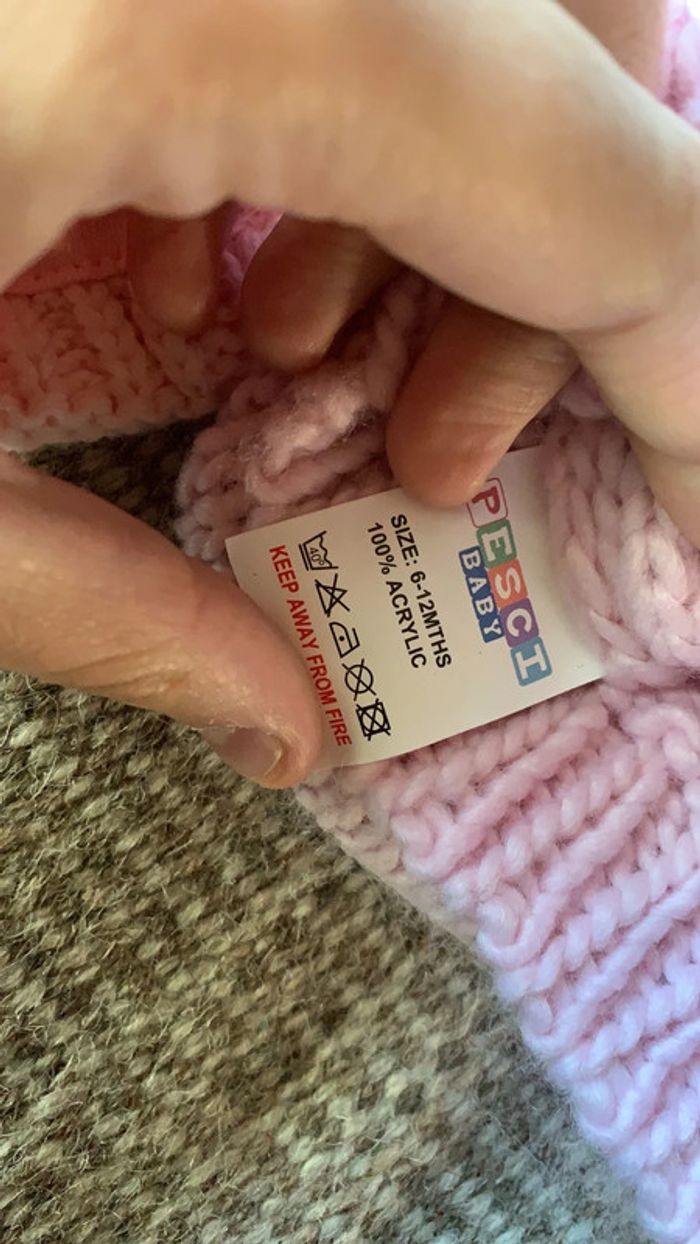 PESCI
BABY
SIZE: 6-12MTHS
100% ACRYLIC
40°
KEEP AWAY FROM FIRE